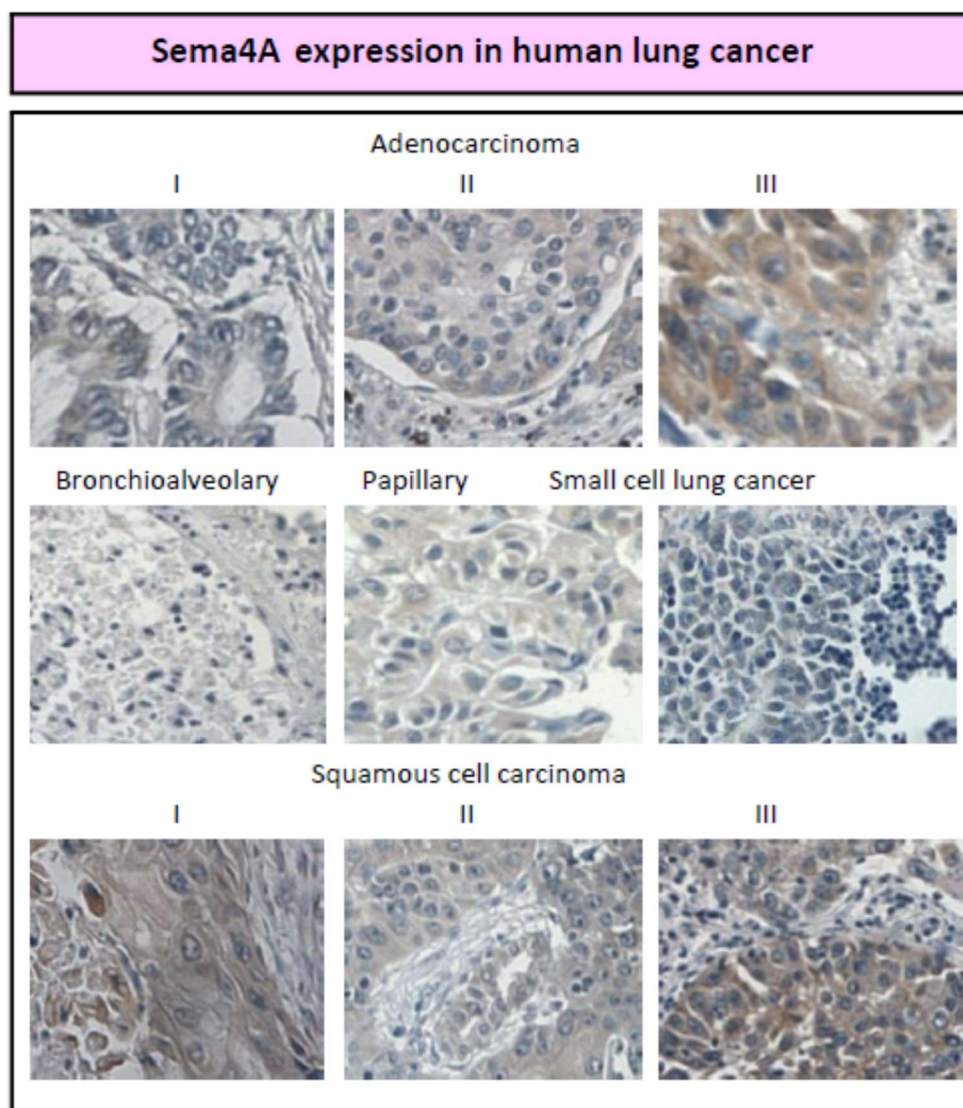 Sema4A expression in human lung cancer
Adenocarcinoma
I II III
Bronchioalveolary Papillary Small cell lung cancer
Squamous cell carcinoma
I II III